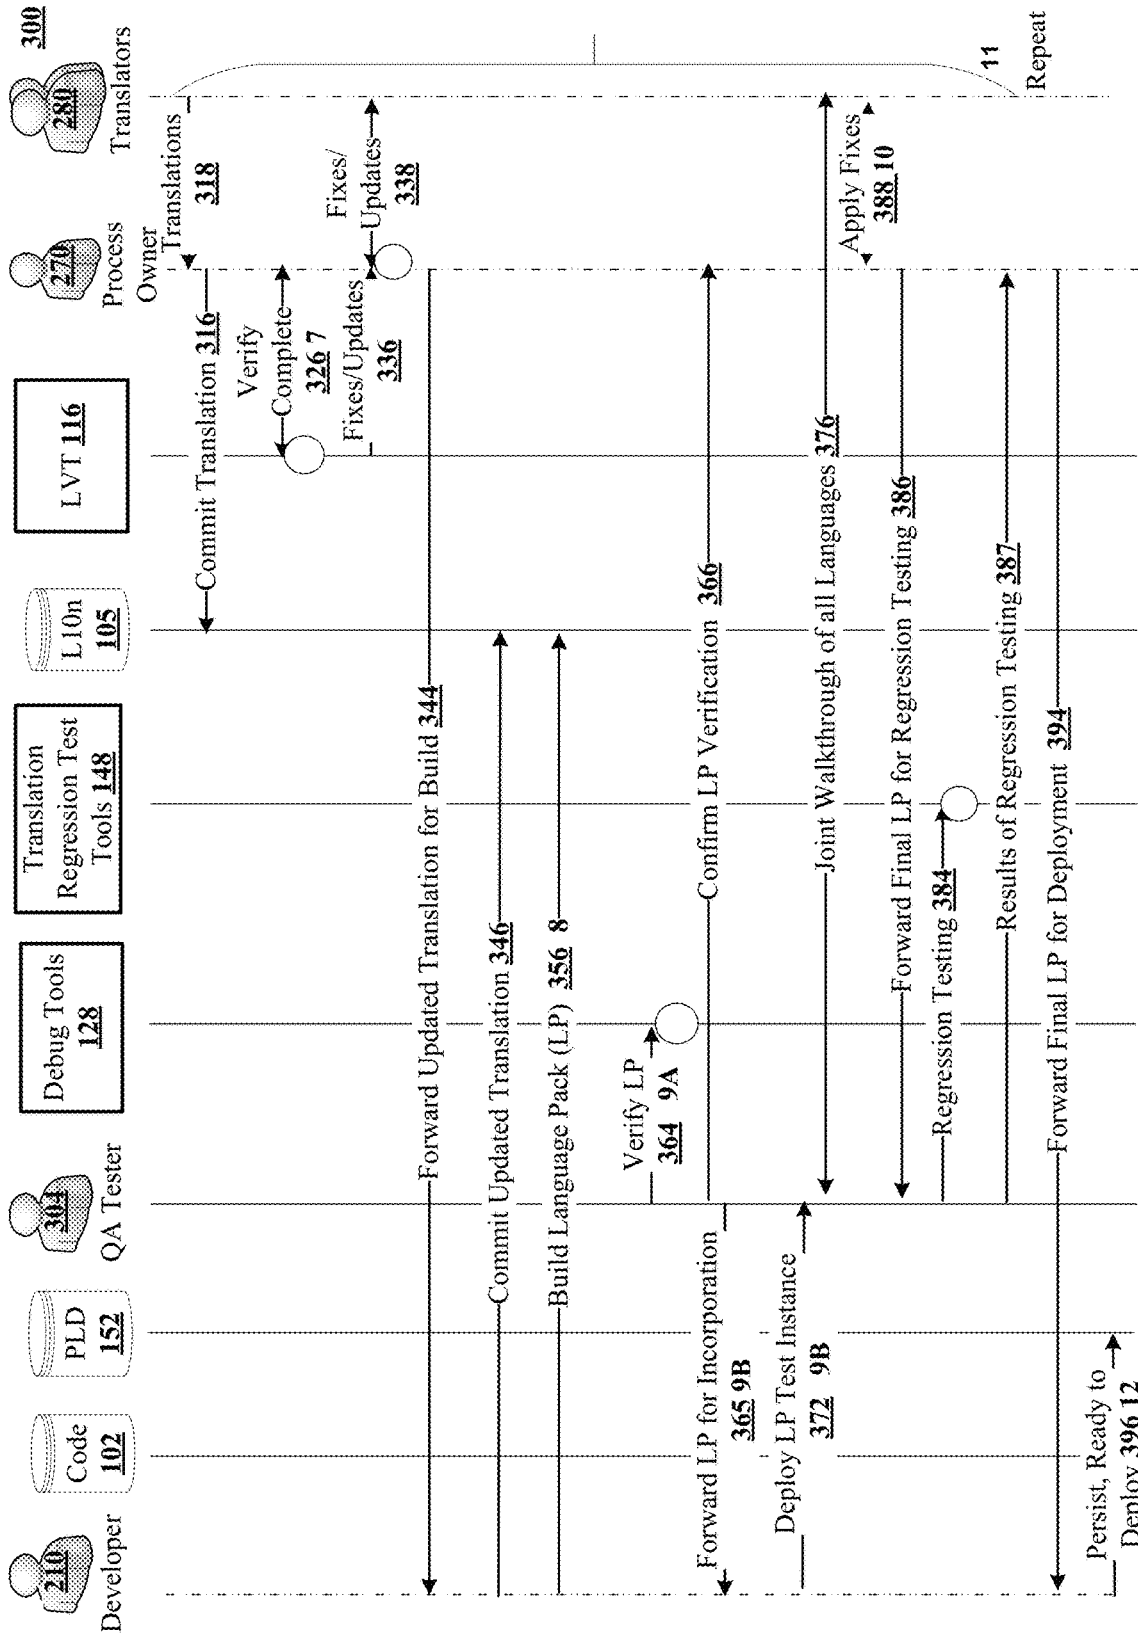 300
210
Developer
Code
102
PLD
152
304
QA Tester
Debug Tools
128
Translation
Regression Test
Tools 148
L10n
105
LVT 116
270
Process
Owner
280
Translators
Translations
318
Commit Translation 316
Verify
Complete
326 7
Fixes/Updates
336
Fixes/
Updates
338
Forward Updated Translation for Build 344
Commit Updated Translation 346
Build Language Pack (LP) 356 8
Verify LP
364 9A
Confirm LP Verification 366
Forward LP for Incorporation
365 9B
Deploy LP Test Instance
372 9B
Joint Walkthrough of all Languages 376
Apply Fixes
388 10
Forward Final LP for Regression Testing 386
Regression Testing 384
Results of Regression Testing 387
11
Repeat
Forward Final LP for Deployment 394
Persist, Ready to
Deploy 396 12